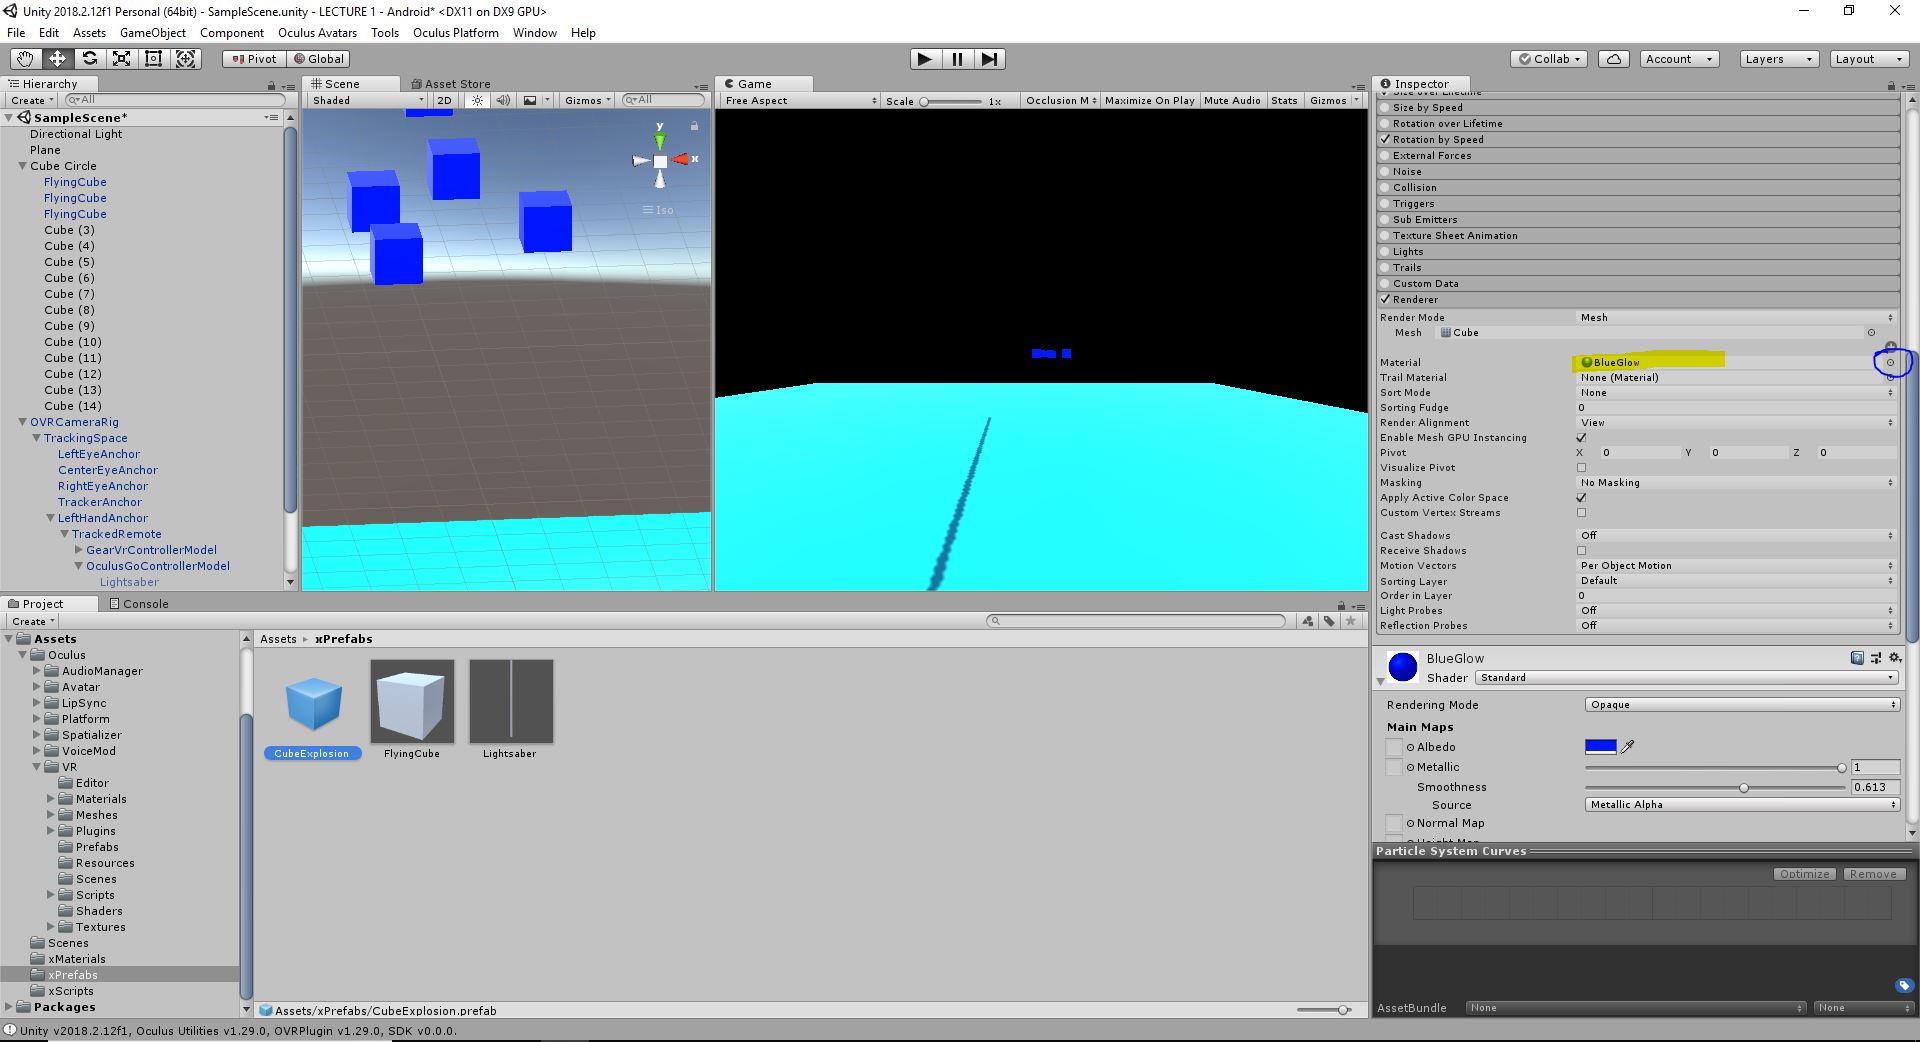 Unity 2018.2.12f1 Personal (64bit) - SampleScene.unity - LECTURE 1 - Android* <DX11 on DX9 GPU>
File Edit Assets GameObject Component Oculus Avatars Tools Oculus Platform Window Help
Pivot Global Collab Account Layers Layout
Hierarchy
Create All
SampleScene*
Directional Light
Plane
Cube Circle
FlyingCube
FlyingCube
FlyingCube
Cube (3)
Cube (4)
Cube (5)
Cube (6)
Cube (7)
Cube (8)
Cube (9)
Cube (10)
Cube (11)
Cube (12)
Cube (13)
Cube (14)
OVRCameraRig
TrackingSpace
LeftEyeAnchor
CenterEyeAnchor
RightEyeAnchor
TrackerAnchor
LeftHandAnchor
TrackedRemote
GearVrControllerModel
OculusGoControllerModel
Lightsaber
Scene Asset Store
Shaded 2D Gizmos All
y
x
Iso
Game
Free Aspect Scale 1x Occlusion M Maximize On Play Mute Audio Stats Gizmos
Inspector
Size over Lifetime
Size by Speed
Rotation over Lifetime
Rotation by Speed
External Forces
Noise
Collision
Triggers
Sub Emitters
Texture Sheet Animation
Lights
Trails
Custom Data
Renderer
Render Mode Mesh
Mesh Cube
Material BlueGlow
Trail Material None (Material)
Sort Mode None
Sorting Fudge 0
Render Alignment View
Enable Mesh GPU Instancing
Pivot X 0 Y 0 Z 0
Visualize Pivot
Masking No Masking
Apply Active Color Space
Custom Vertex Streams
Cast Shadows Off
Receive Shadows
Motion Vectors Per Object Motion
Sorting Layer Default
Order in Layer 0
Light Probes Off
Reflection Probes Off
BlueGlow
Shader Standard
Rendering Mode Opaque
Main Maps
Albedo
Metallic 1
Smoothness 0.613
Source Metallic Alpha
Normal Map
Height Map
Particle System Curves
Optimize Remove
AssetBundle None None
Project Console
Create
Assets
Oculus
AudioManager
Avatar
LipSync
Platform
Spatializer
VoiceMod
VR
Editor
Materials
Meshes
Plugins
Prefabs
Resources
Scenes
Scripts
Shaders
Textures
Scenes
xMaterials
xPrefabs
xScripts
Packages
Assets xPrefabs
CubeExplosion FlyingCube Lightsaber
Assets/xPrefabs/CubeExplosion.prefab
Unity v2018.2.12f1, Oculus Utilities v1.29.0, OVRPlugin v1.29.0, SDK v0.0.0.